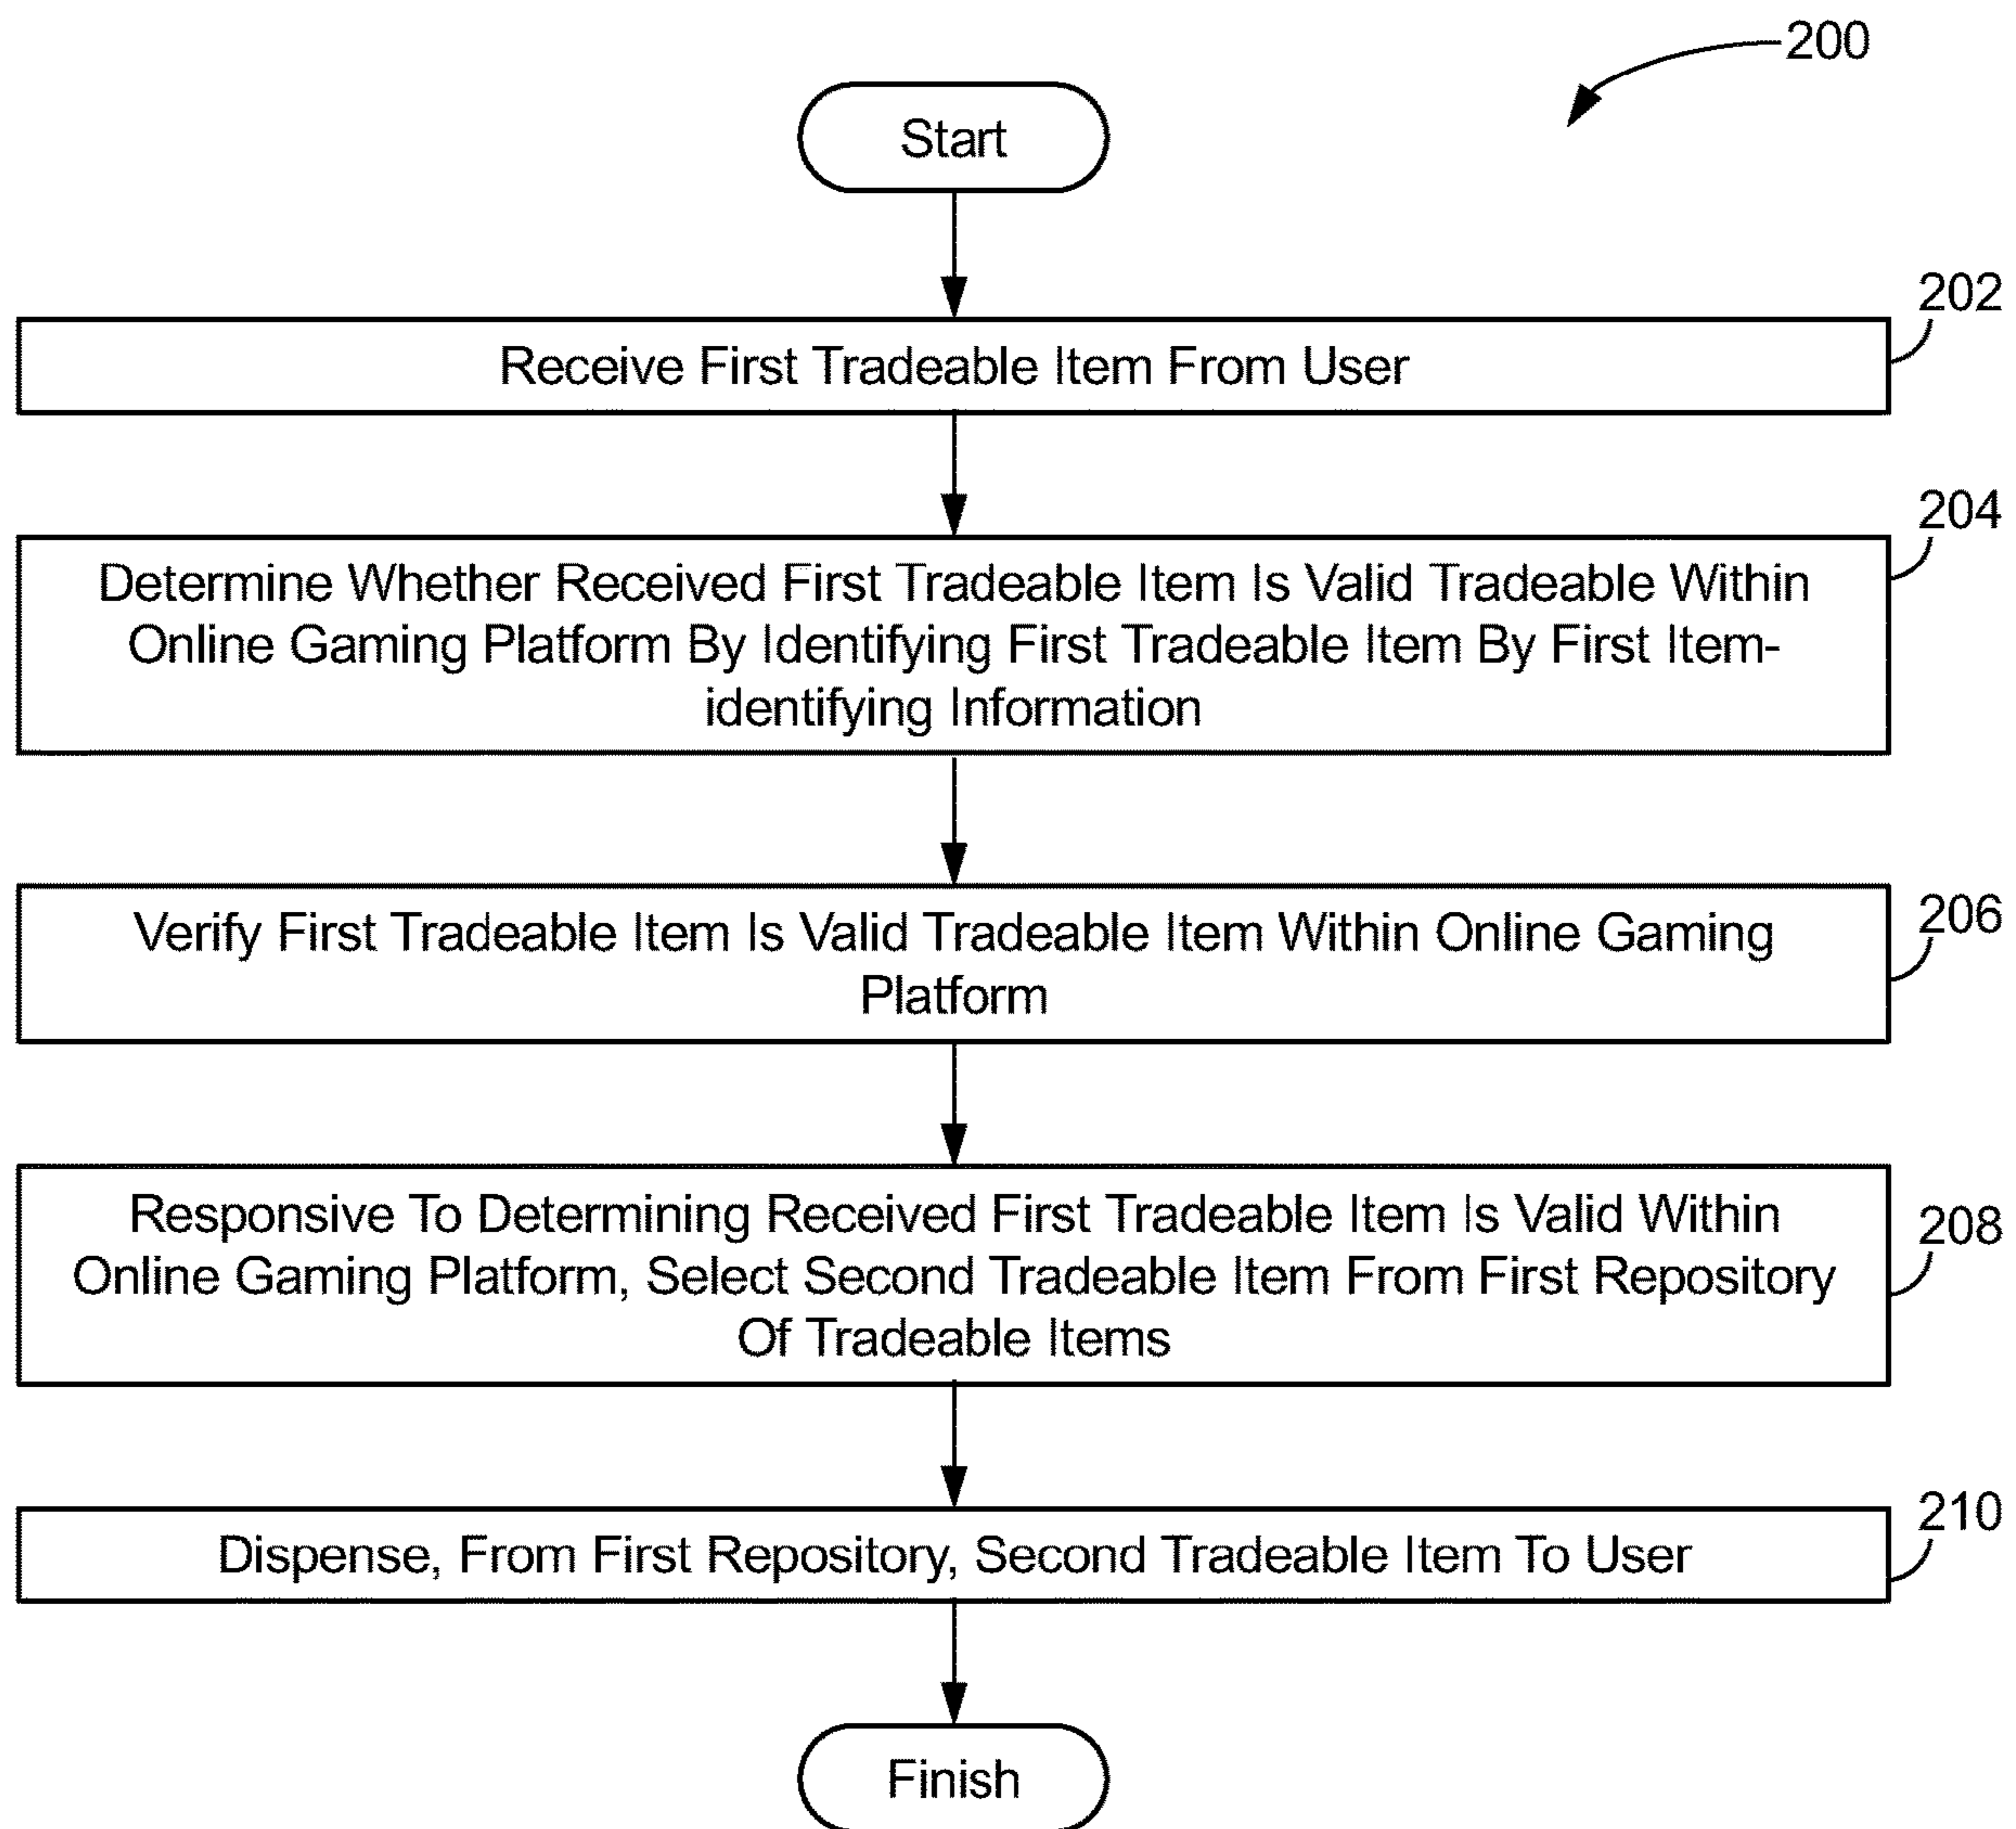 200
Start
202
Receive First Tradeable Item From User
204
Determine Whether Received First Tradeable Item Is Valid Tradeable Within
Online Gaming Platform By Identifying First Tradeable Item By First Item-
identifying Information
206
Verify First Tradeable Item Is Valid Tradeable Item Within Online Gaming
Platform
208
Responsive To Determining Received First Tradeable Item Is Valid Within
Online Gaming Platform, Select Second Tradeable Item From First Repository
Of Tradeable Items
210
Dispense, From First Repository, Second Tradeable Item To User
Finish